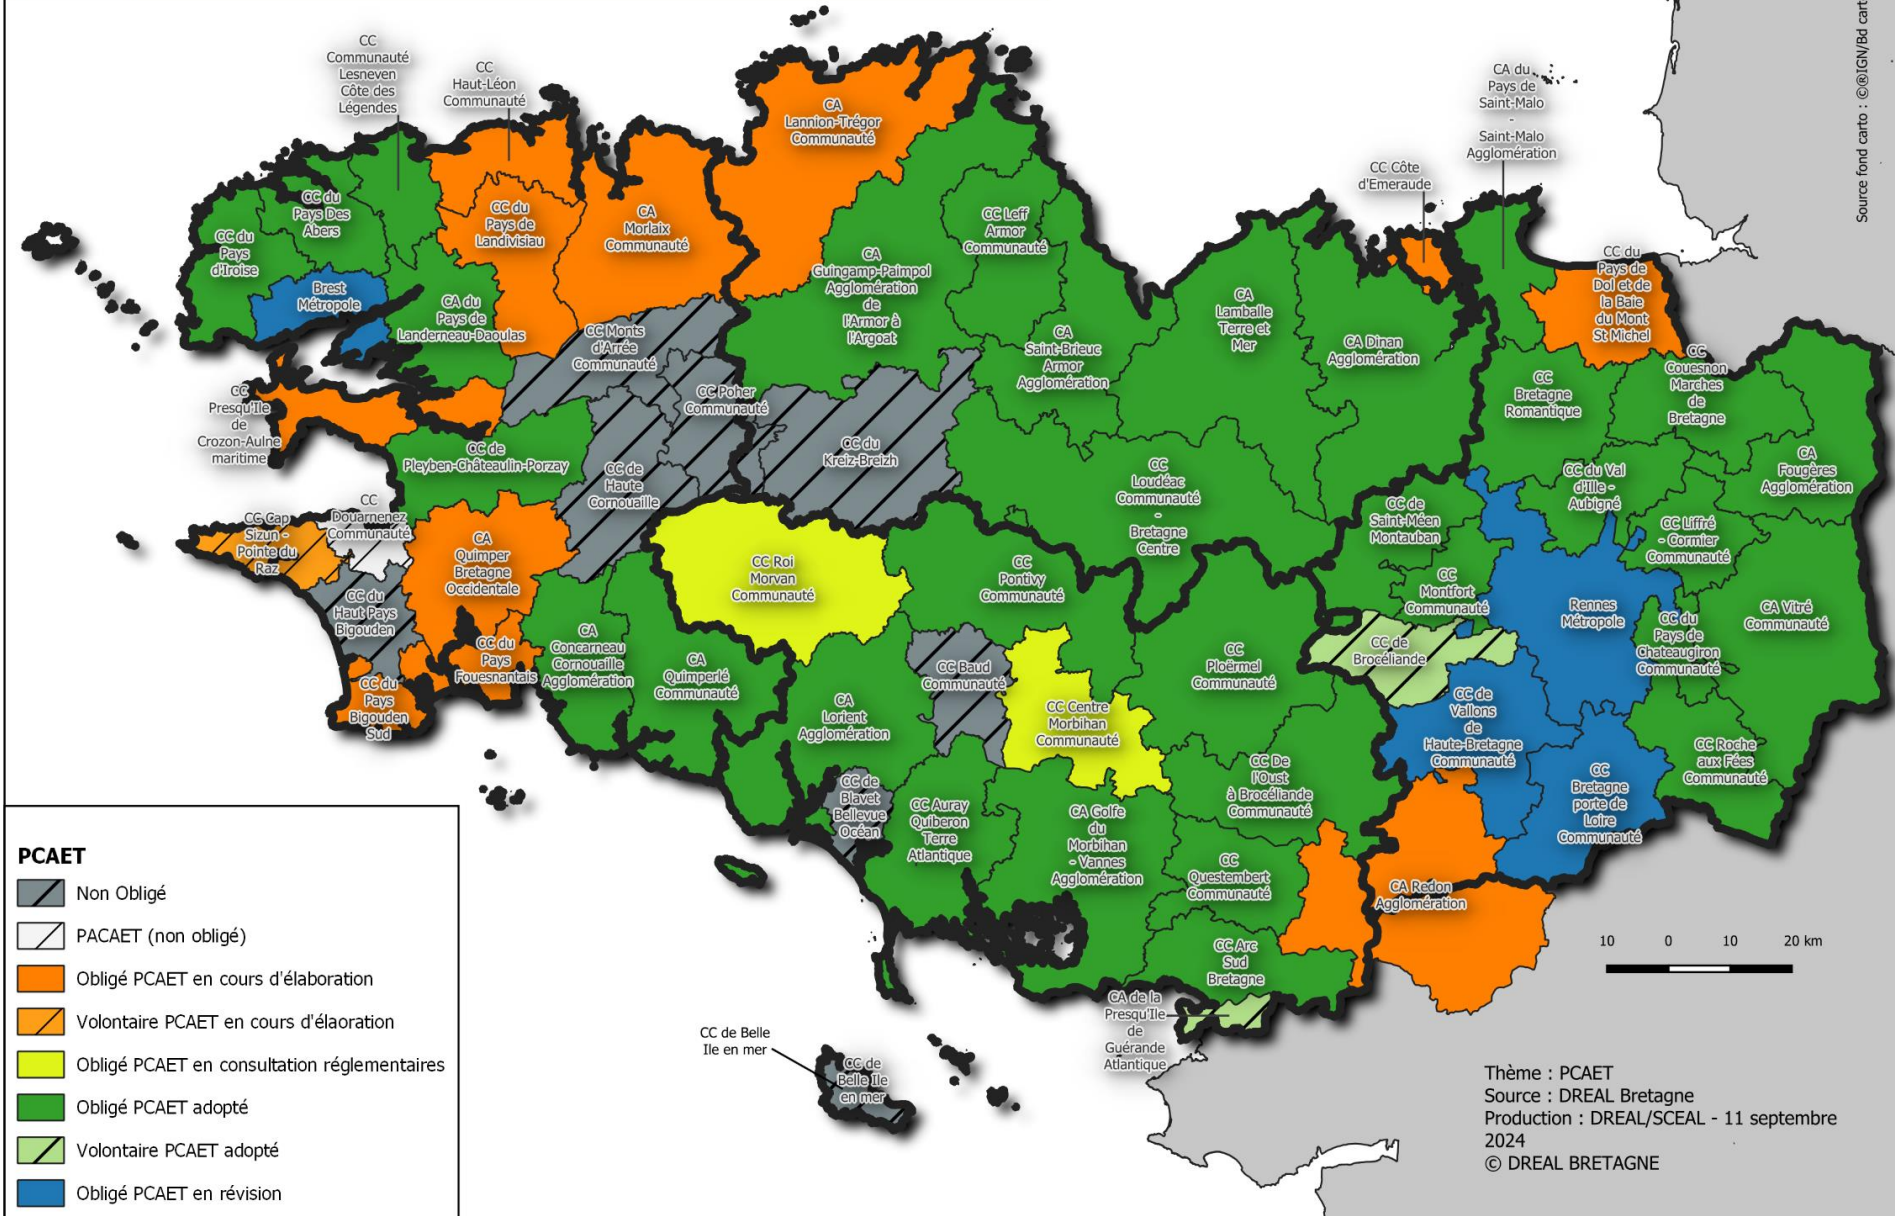 Source fond carto : ©®IGN/Bd cart
CC
Communauté
Lesneven
Côte des
Légendes
CC
Haut-Léon
Communauté
CA
Lannion-Trégor
Communauté
CA du
Pays de
Saint-Malo
-
Saint-Malo
Agglomération
CC Côte
d'Emeraude
CC du
Pays Des
Abers
CC du
Pays
d'Iroise
Brest
Métropole
CC du
Pays de
Landivisiau
CA
Morlaix
Communauté
CA du
Pays de
Landerneau-Daoulas
CA
Guingamp-Paimpol
Agglomération
de
l'Armor à
l'Argoat
CC Leff
Armor
Communauté
CA
Saint-Brieuc
Armor
Agglomération
CA
Lamballe
Terre et
Mer
CA Dinan
Agglomération
CC du
Pays de
Dol et de
la Baie
du Mont
St Michel
CC
Bretagne
Romantique
CC
Couesnon
Marches
de
Bretagne
CA
Fougères
Agglomération
CC Monts
d'Arrée
Communauté
CC Poher
Communauté
CC
Presqu'Ile
de
Crozon-Aulne
maritime
CC de
Pleyben-Châteaulin-Porzay
CC de
Haute
Cornouaille
CC du
Kreiz-Breizh
CC
Loudéac
Communauté
-
Bretagne
Centre
CC du Val
d'Ille -
Aubigné
CC de
Saint-Méen
Montauban
CC Liffré
- Cormier
Communauté
CC
Douarnenez
Communauté
CC Cap
Sizun -
Pointe du
Raz
CA
Quimper
Bretagne
Occidentale
CC du
Haut Pays
Bigouden
CC du
Pays
Bigouden
Sud
CC du
Pays
Fouesnantais
CA
Concarneau
Cornouaille
Agglomération
CA
Quimperlé
Communauté
CC Roi
Morvan
Communauté
CC
Pontivy
Communauté
CC
Montfort
Communauté
Rennes
Métropole
CC du
Pays de
Chateaugiron
Communauté
CA Vitré
Communauté
CC de
Brocéliande
CC
Ploërmel
Communauté
CC Baud
Communauté
CC Centre
Morbihan
Communauté
CA
Lorient
Agglomération
CC de
Vallons
de
Haute-Bretagne
Communauté
CC
Bretagne
porte de
Loire
Communauté
CC Roche
aux Fées
Communauté
CC De
l'Oust
à Brocéliande
Communauté
CC de
Blavet
Bellevue
Océan
CC Auray
Quiberon
Terre
Atlantique
CA Golfe
du
Morbihan
- Vannes
Agglomération
CC
Questembert
Communauté
CA Redon
Agglomération
CC Arc
Sud
Bretagne
CA de la
Presqu'Ile
de
Guérande
Atlantique
CC de Belle
Ile en mer
CC de
Belle Ile
en mer
10 0 10 20 km
PCAET
Non Obligé
PACAET (non obligé)
Obligé PCAET en cours d'élaboration
Volontaire PCAET en cours d'élaoration
Obligé PCAET en consultation réglementaires
Obligé PCAET adopté
Volontaire PCAET adopté
Obligé PCAET en révision
Thème : PCAET
Source : DREAL Bretagne
Production : DREAL/SCEAL - 11 septembre
2024
© DREAL BRETAGNE